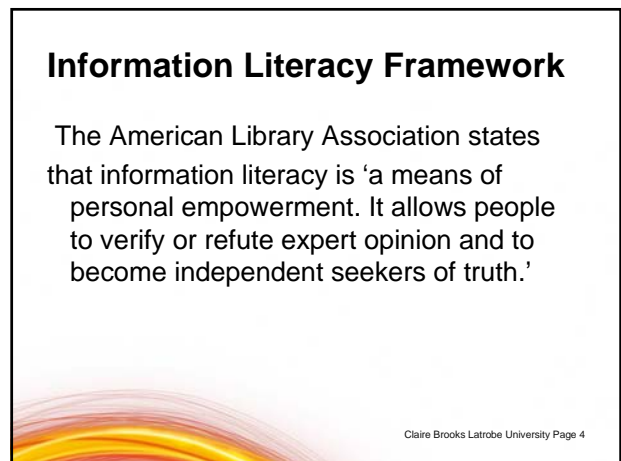 Information Literacy Framework
The American Library Association states
that information literacy is ‘a means of
personal empowerment. It allows people
to verify or refute expert opinion and to
become independent seekers of truth.’
Claire Brooks Latrobe University Page 4